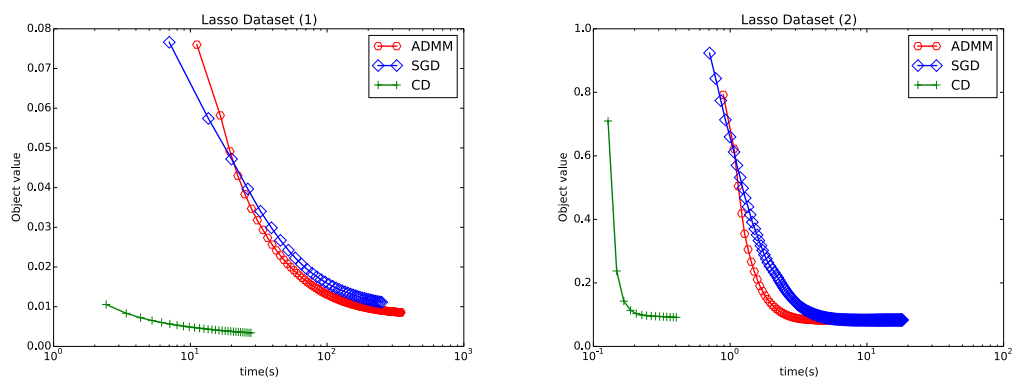 Lasso Dataset (1)
0.08
0.07
0.06
0.05
0.04
0.03
0.02
0.01
0.00
Object value
10^0
10^1
10^2
10^3
time(s)
ADMM
SGD
CD
Lasso Dataset (2)
1.0
0.8
0.6
0.4
0.2
0.0
Object value
10^-1
10^0
10^1
10^2
time(s)
ADMM
SGD
CD